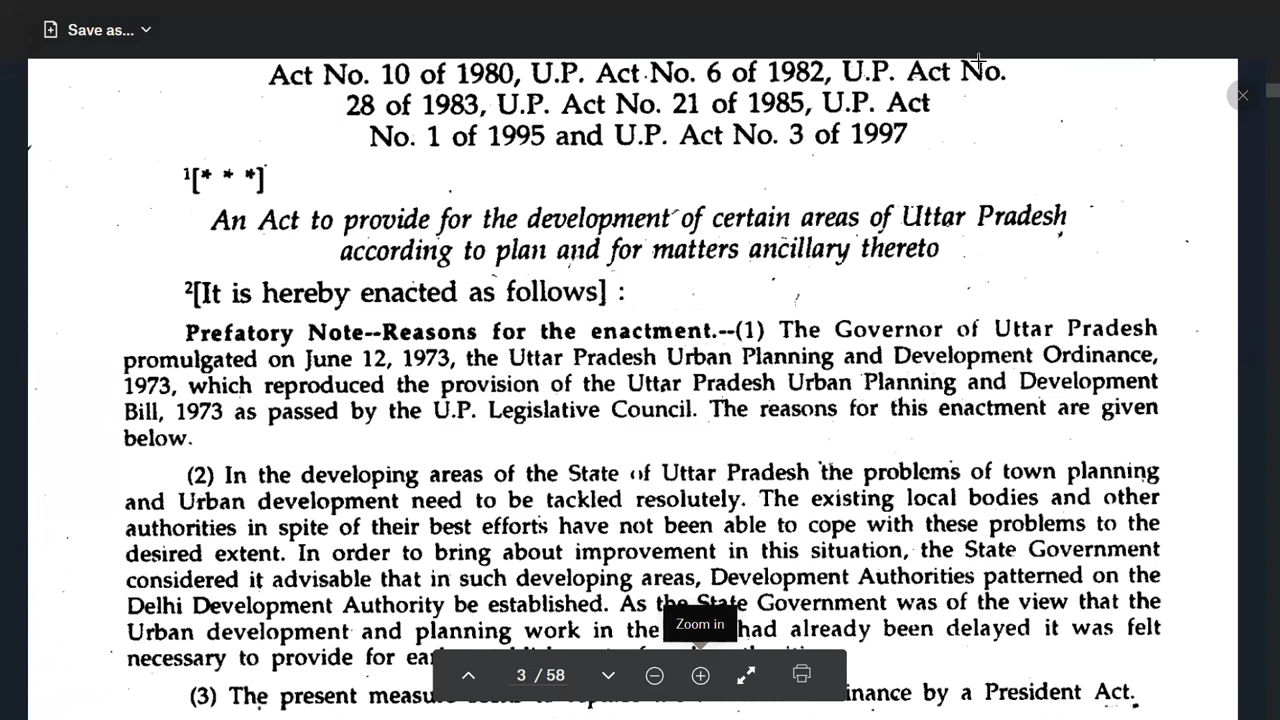 Save as...
Act No. 10 of 1980, U.P. Act No. 6 of 1982, U.P. Act No.
28 of 1983, U.P. Act No. 21 of 1985, U.P. Act
No. 1 of 1995 and U.P. Act No. 3 of 1997
¹[* * *]
An Act to provide for the development of certain areas of Uttar Pradesh
according to plan and for matters ancillary thereto
²[It is hereby enacted as follows] :
Prefatory Note--Reasons for the enactment.--(1) The Governor of Uttar Pradesh
promulgated on June 12, 1973, the Uttar Pradesh Urban Planning and Development Ordinance,
1973, which reproduced the provision of the Uttar Pradesh Urban Planning and Development
Bill, 1973 as passed by the U.P. Legislative Council. The reasons for this enactment are given
below.
(2) In the developing areas of the State of Uttar Pradesh the problems of town planning
and Urban development need to be tackled resolutely. The existing local bodies and other
authorities in spite of their best efforts have not been able to cope with these problems to the
desired extent. In order to bring about improvement in this situation, the State Government
considered it advisable that in such developing areas, Development Authorities patterned on the
Delhi Development Authority be established. As the State Government was of the view that the
Urban development and planning work in the had already been delayed it was felt
Zoom in
necessary to provide for
3 / 58
(3) The present by a President Act.